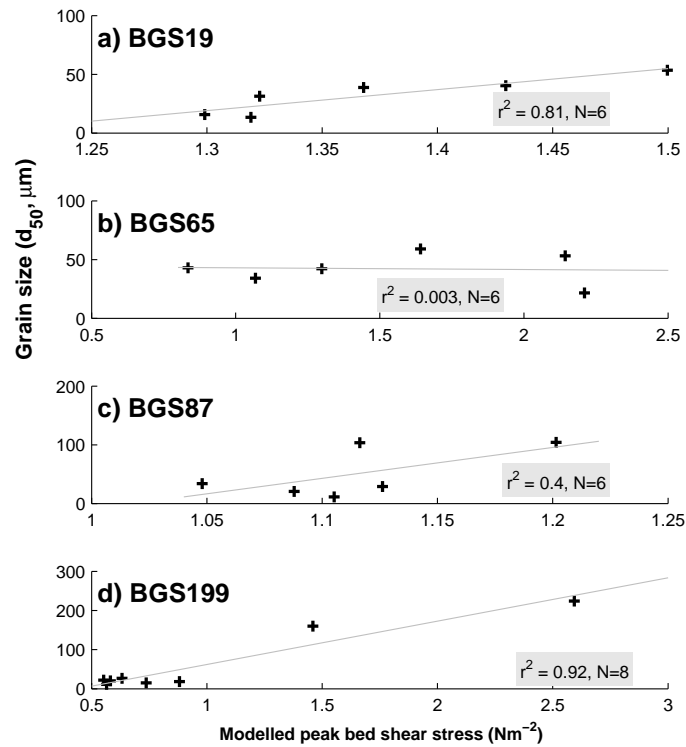 Grain size (d50, μm)
a) BGS19
100
50
0
r2 = 0.81, N=6
1.25 1.3 1.35 1.4 1.45 1.5
b) BGS65
100
50
0
r2 = 0.003, N=6
0.5 1 1.5 2 2.5
c) BGS87
200
100
0
r2 = 0.4, N=6
1 1.05 1.1 1.15 1.2 1.25
d) BGS199
300
200
100
0
r2 = 0.92, N=8
0.5 1 1.5 2 2.5 3
Modelled peak bed shear stress (Nm−2)